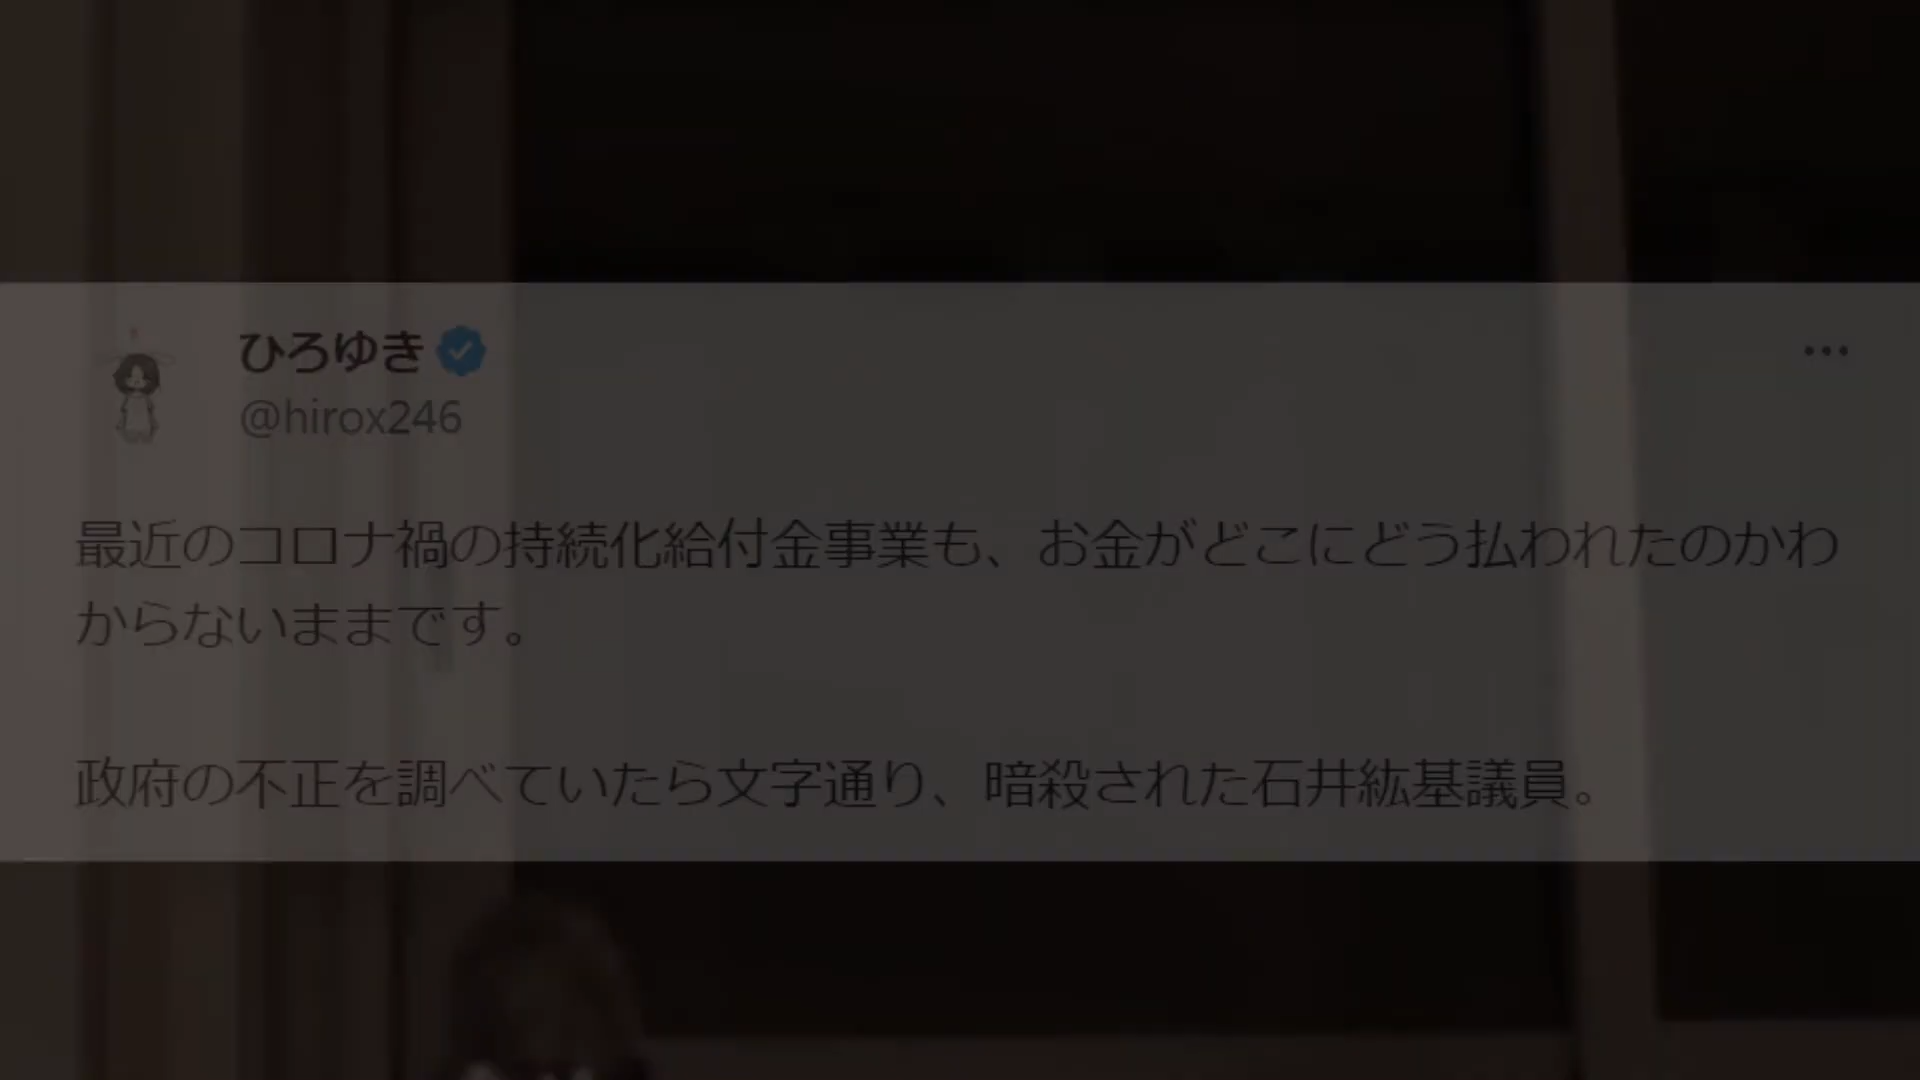 ひろゆき
@hirox246
最近のコロナ禍の持続化給付金事業も、お金がどこにどう払われたのかわ
からないままです。
政府の不正を調べていたら文字通り、暗殺された石井紘基議員。